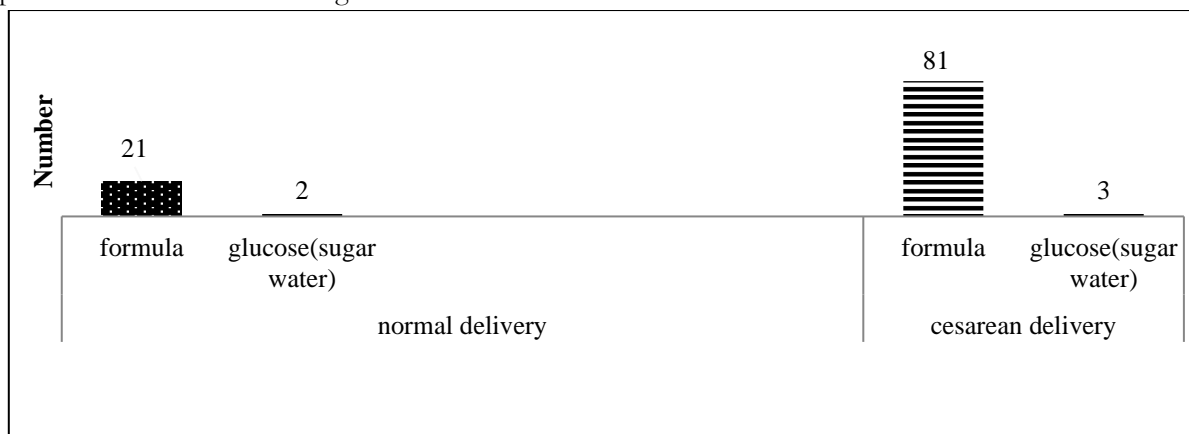 81
21
2
3
Number
formula
glucose(sugar
water)
formula
glucose(sugar
water)
normal delivery
cesarean delivery